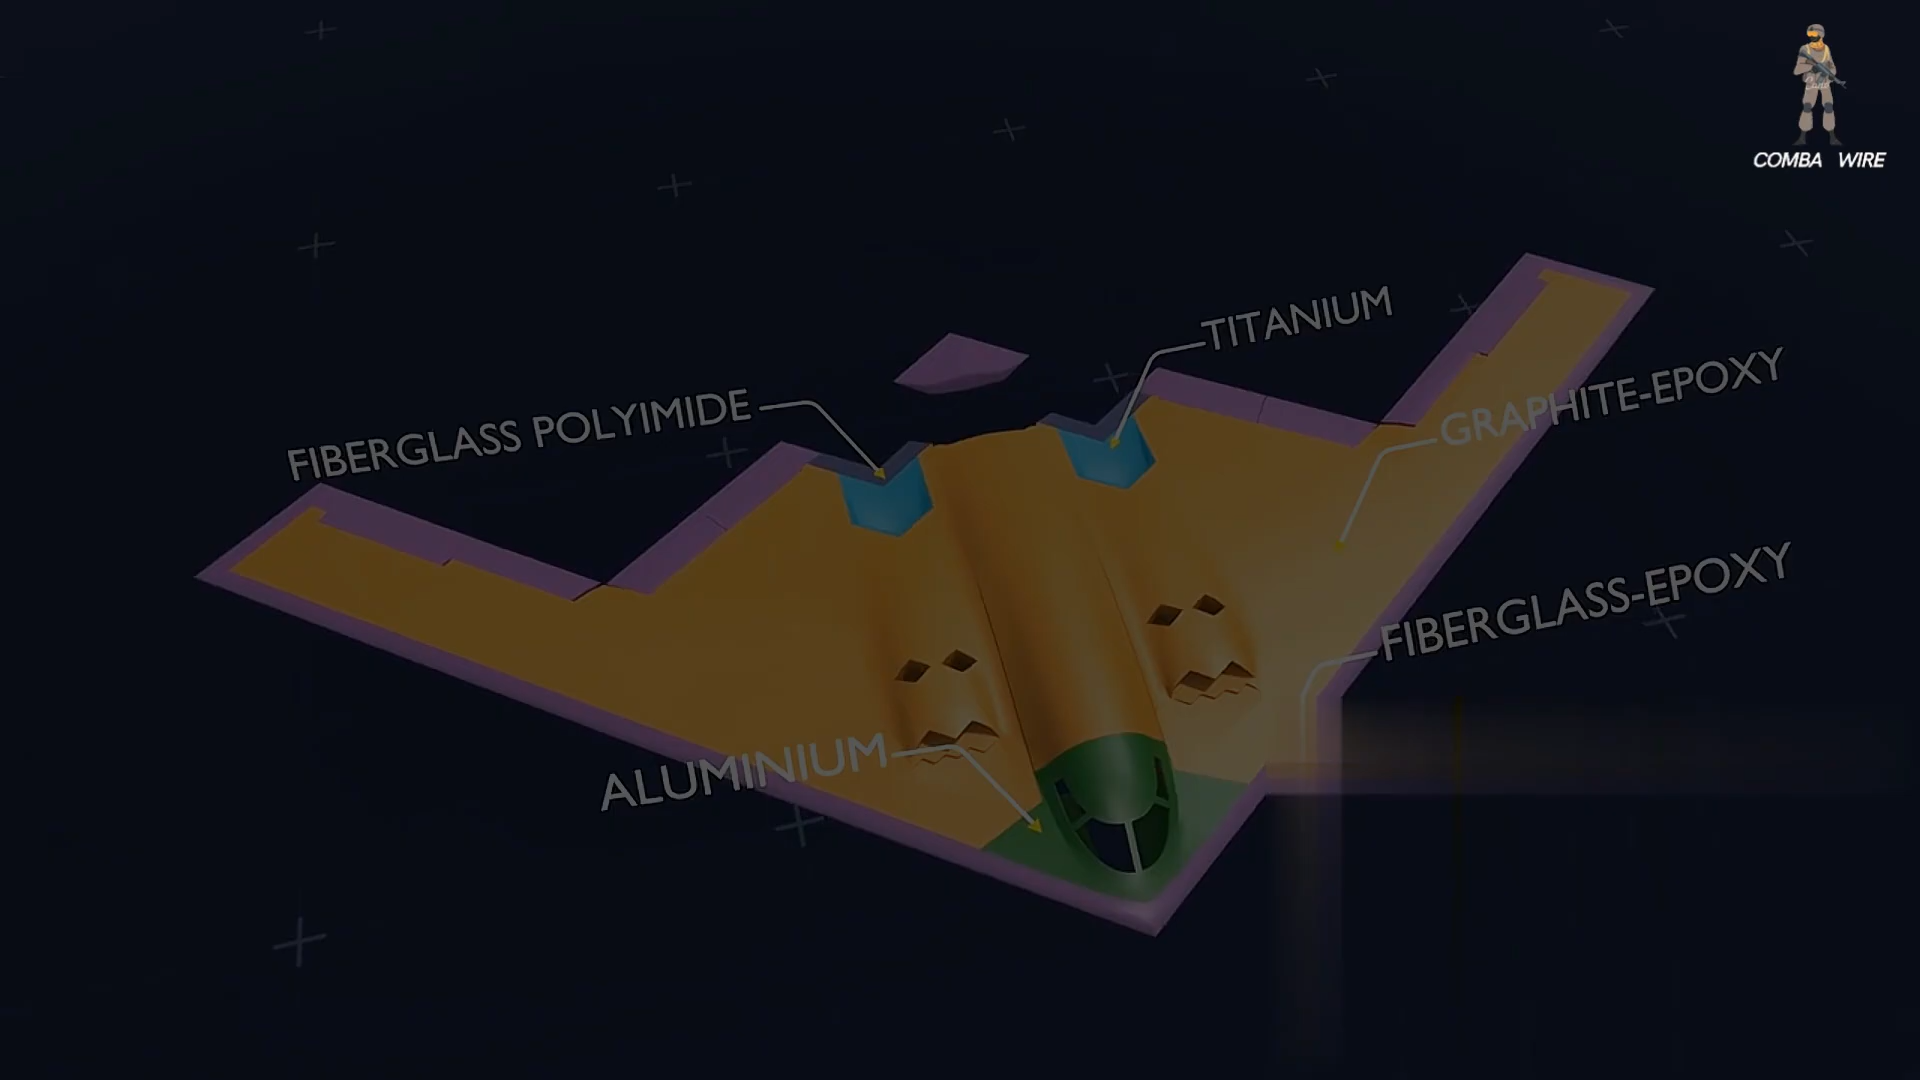 COMBA WIRE
TITANIUM
FIBERGLASS POLYIMIDE
GRAPHITE-EPOXY
FIBERGLASS-EPOXY
ALUMINIUM